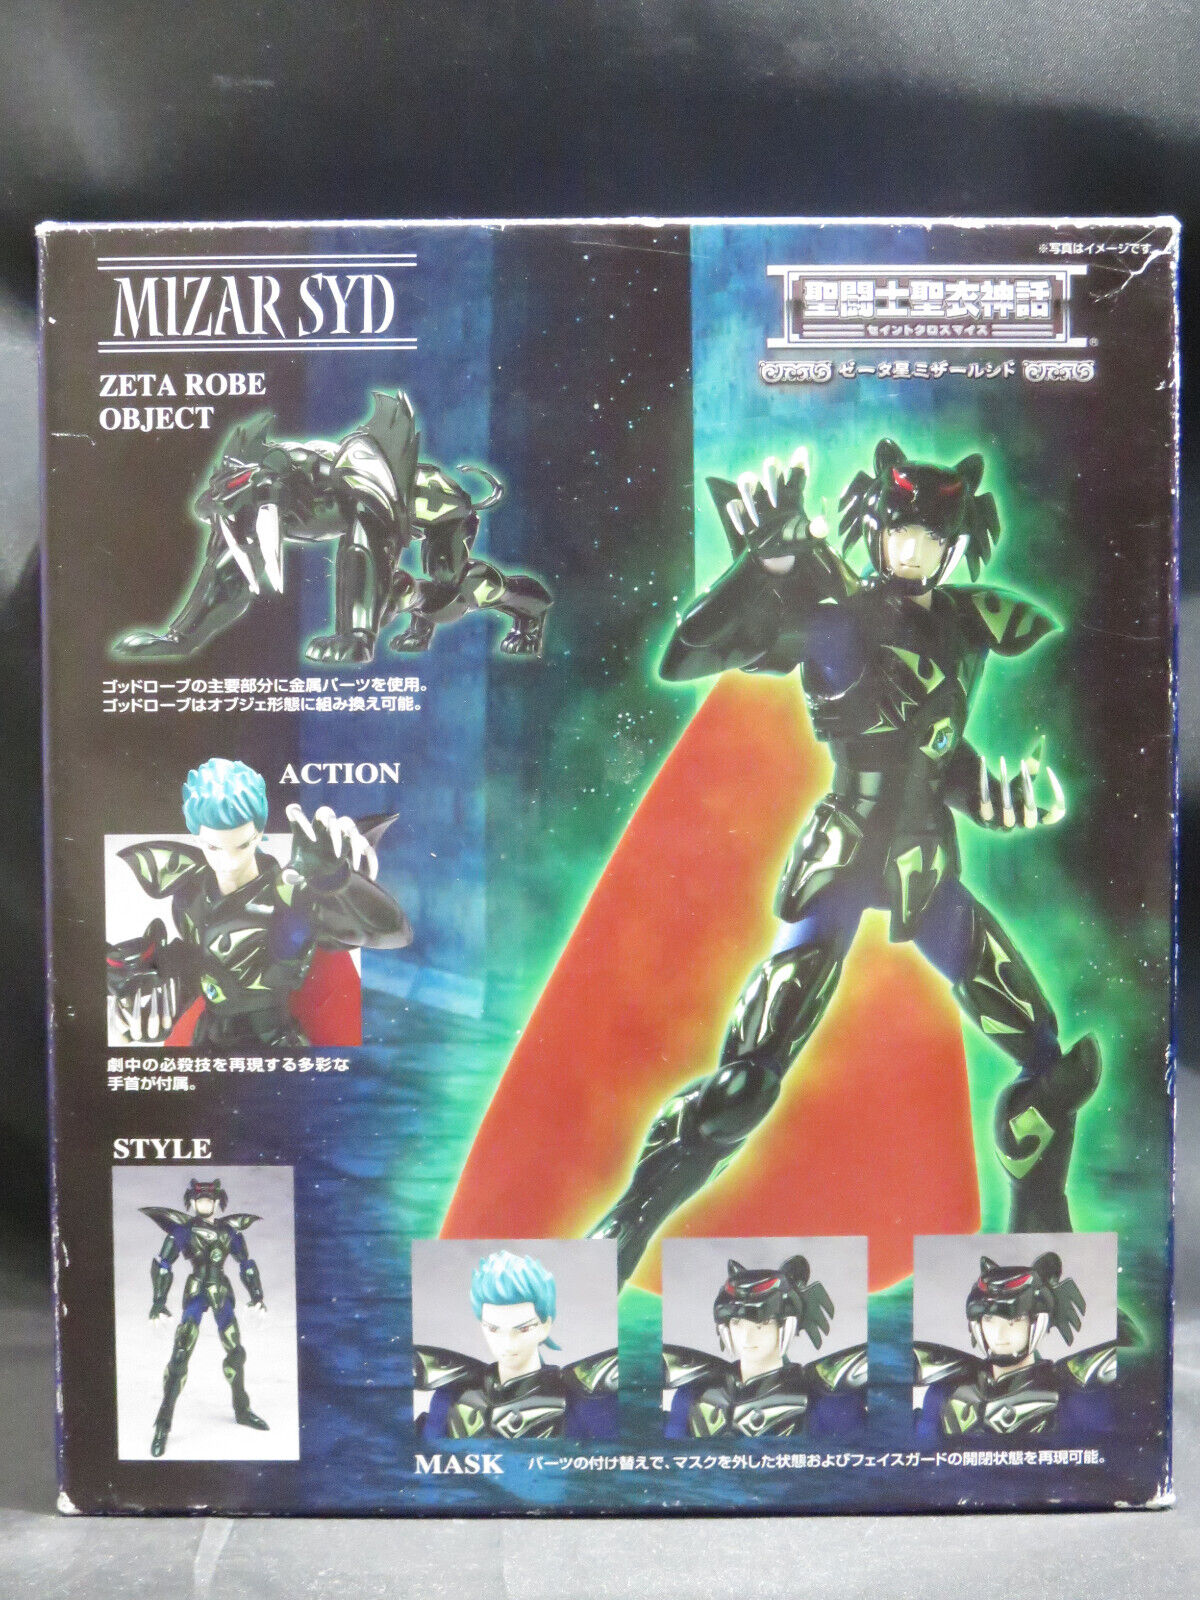 ※写真はイメージです。
MIZAR SYD
聖闘士聖衣神話
セイントクロスマイス
®
ゼータ星ミザールシド
ZETA ROBE
OBJECT
ゴッドローブの主要部分に金属パーツを使用。
ゴッドローブはオブジェ形態に組み換え可能。
ACTION
劇中の必殺技を再現する多彩な
手首が付属。
STYLE
MASK パーツの付け替えで、マスクを外した状態およびフェイスガードの開閉状態を再現可能。